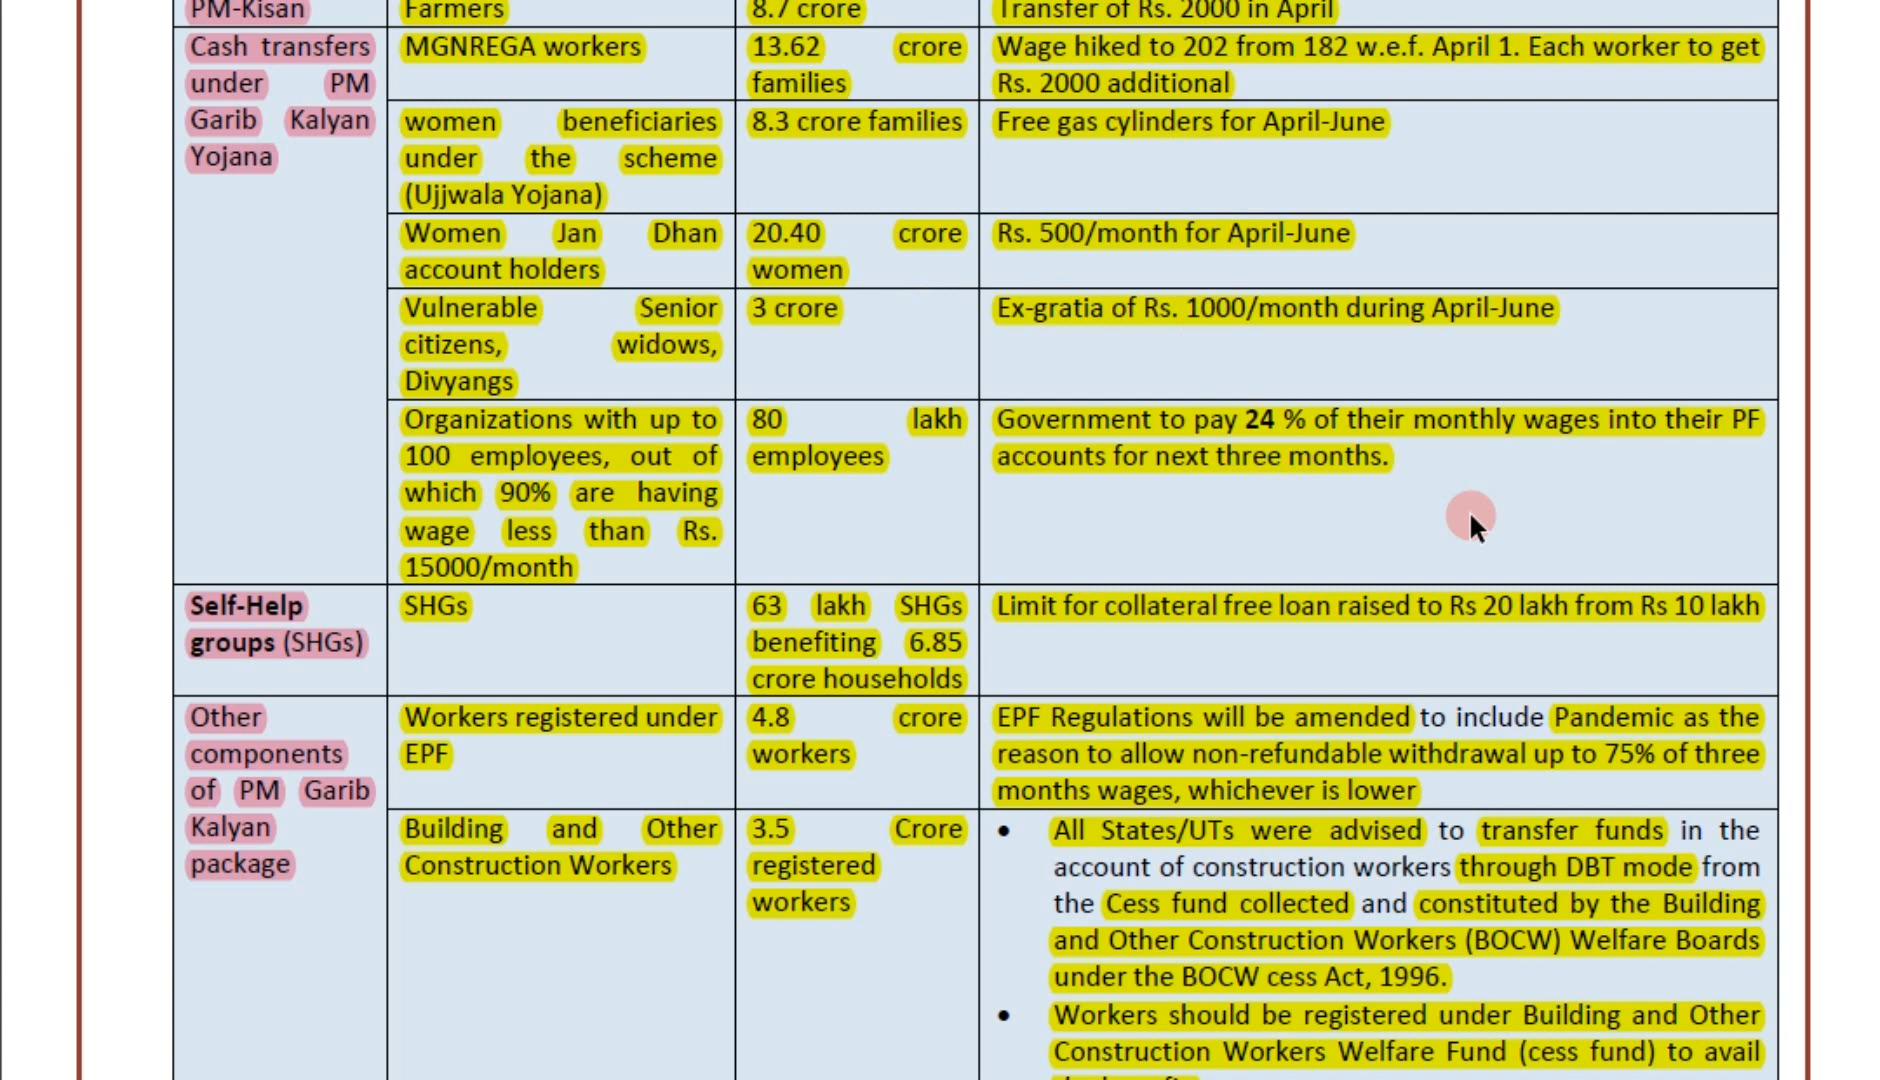 PM-Kisan
Farmers
8.7 crore
Transfer of Rs. 2000 in April
Cash transfers
under PM
Garib Kalyan
Yojana
MGNREGA workers
13.62 crore
families
Wage hiked to 202 from 182 w.e.f. April 1. Each worker to get
Rs. 2000 additional
women beneficiaries
under the scheme
(Ujjwala Yojana)
8.3 crore families
Free gas cylinders for April-June
Women Jan Dhan
account holders
20.40 crore
women
Rs. 500/month for April-June
Vulnerable Senior
citizens, widows,
Divyangs
3 crore
Ex-gratia of Rs. 1000/month during April-June
Organizations with up to
100 employees, out of
which 90% are having
wage less than Rs.
15000/month
80 lakh
employees
Government to pay 24 % of their monthly wages into their PF
accounts for next three months.
Self-Help
groups (SHGs)
SHGs
63 lakh SHGs
benefiting 6.85
crore households
Limit for collateral free loan raised to Rs 20 lakh from Rs 10 lakh
Other
components
of PM Garib
Kalyan
package
Workers registered under
EPF
4.8 crore
workers
EPF Regulations will be amended to include Pandemic as the
reason to allow non-refundable withdrawal up to 75% of three
months wages, whichever is lower
Building and Other
Construction Workers
3.5 Crore
registered
workers
• All States/UTs were advised to transfer funds in the
account of construction workers through DBT mode from
the Cess fund collected and constituted by the Building
and Other Construction Workers (BOCW) Welfare Boards
under the BOCW cess Act, 1996.
• Workers should be registered under Building and Other
Construction Workers Welfare Fund (cess fund) to avail